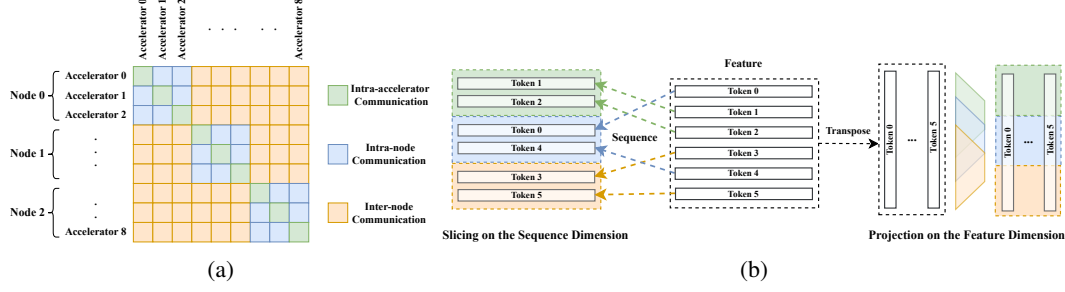 Accelerator 0
Accelerator 1
Accelerator 2
. . . . .
Accelerator 8
Node 0
Accelerator 0
Accelerator 1
Accelerator 2
Node 1
.
.
.
Node 2
.
.
Accelerator 8
Intra-accelerator
Communication
Intra-node
Communication
Inter-node
Communication
(a)
Token 1
Token 2
Token 0
Token 4
Token 3
Token 5
Slicing on the Sequence Dimension
Sequence
Feature
Token 0
Token 1
Token 2
Token 3
Token 4
Token 5
Transpose
Token 0
...
Token 5
Token 0
...
Token 5
Projection on the Feature Dimension
(b)